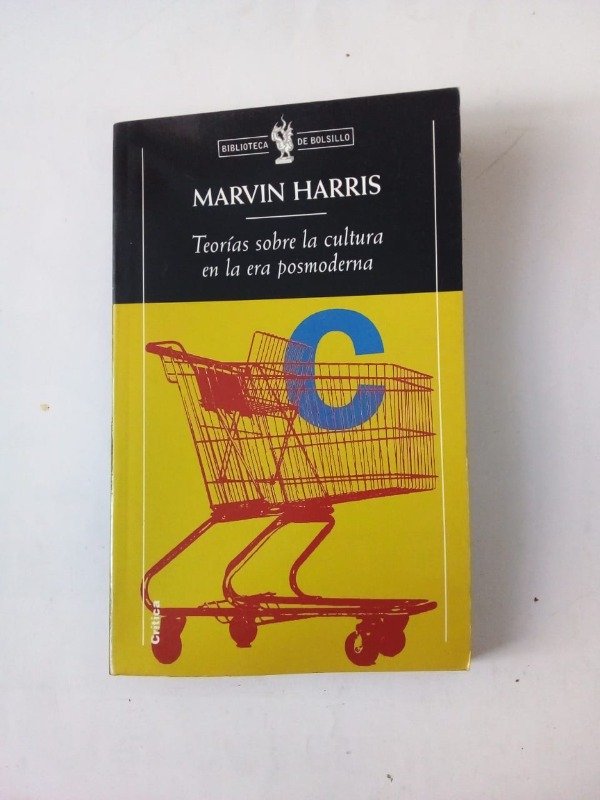 BIBLIOTECA DE BOLSILLO
MARVIN HARRIS
Teorías sobre la cultura
en la era posmoderna
C
Crítica